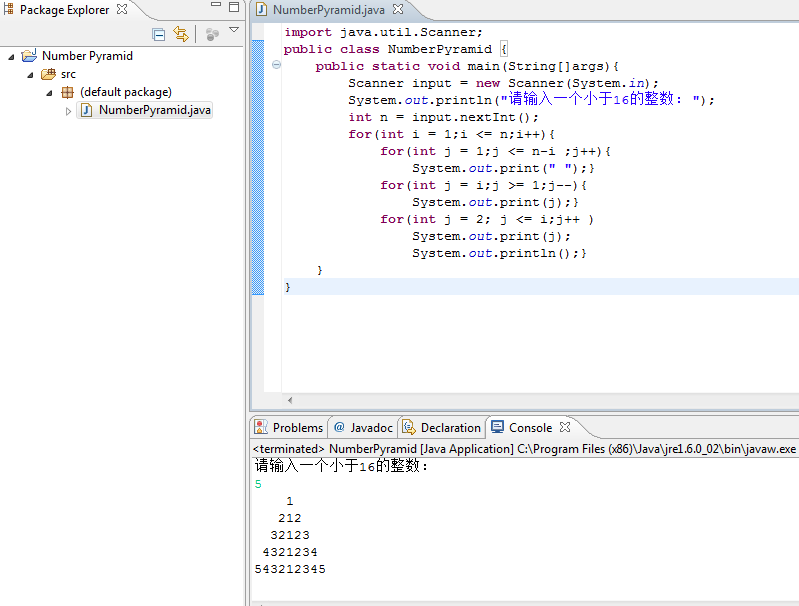 Package Explorer
Number Pyramid
src
(default package)
NumberPyramid.java
NumberPyramid.java
import java.util.Scanner;
public class NumberPyramid {
    public static void main(String[]args){
        Scanner input = new Scanner(System.in);
        System.out.println("请输入一个小于16的整数：");
        int n = input.nextInt();
        for(int i = 1;i <= n;i++){
            for(int j = 1;j <= n-i ;j++){
                System.out.print(" ");}
            for(int j = i;j >= 1;j--){
                System.out.print(j);}
            for(int j = 2; j <= i;j++ )
                System.out.print(j);
                System.out.println();}
    }
}
Problems @ Javadoc Declaration Console
<terminated> NumberPyramid [Java Application] C:\Program Files (x86)\Java\jre1.6.0_02\bin\javaw.exe
请输入一个小于16的整数：
5
    1
   212
  32123
 4321234
543212345